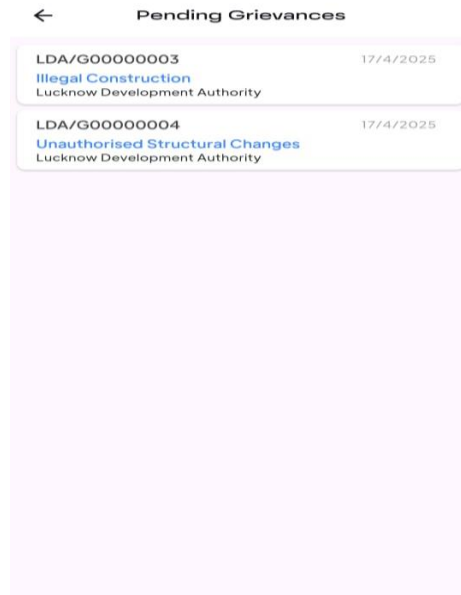 Pending Grievances
LDA/G00000003 17/4/2025
Illegal Construction
Lucknow Development Authority
LDA/G00000004 17/4/2025
Unauthorised Structural Changes
Lucknow Development Authority